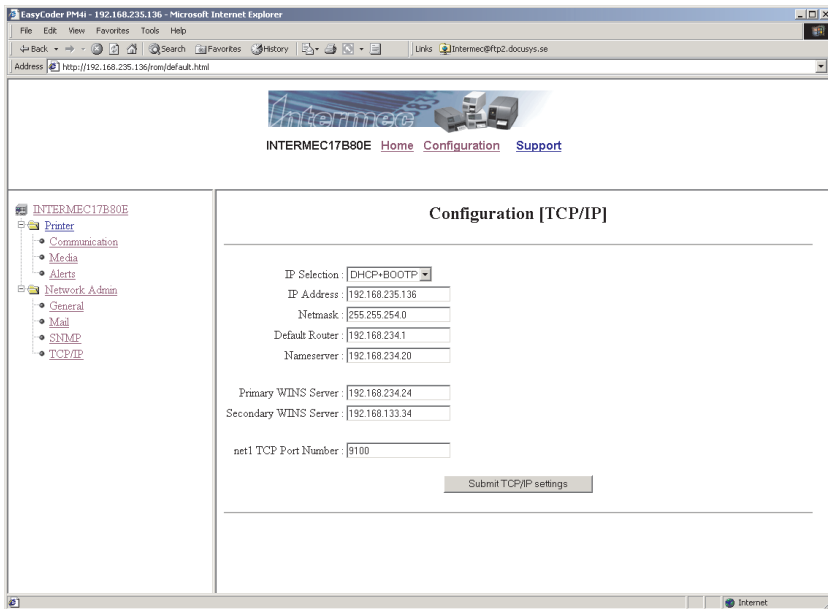 EasyCoder PM4i - 192.168.235.136 - Microsoft Internet Explorer
File Edit View Favorites Tools Help
Back Search Favorites History Links Intermec@ftp2.docusys.se
Address http://192.168.235.136/rom/default.html
Intermec
INTERMEC17B80E Home Configuration Support
INTERMEC17B80E
Printer
Communication
Media
Alerts
Network Admin
General
Mail
SNMP
TCP/IP
Configuration [TCP/IP]
IP Selection : DHCP+BOOTP
IP Address : 192.168.235.136
Netmask : 255.255.254.0
Default Router : 192.168.234.1
Nameserver : 192.168.234.20
Primary WINS Server : 192.168.234.24
Secondary WINS Server : 192.168.133.34
net1 TCP Port Number : 9100
Submit TCP/IP settings
Internet